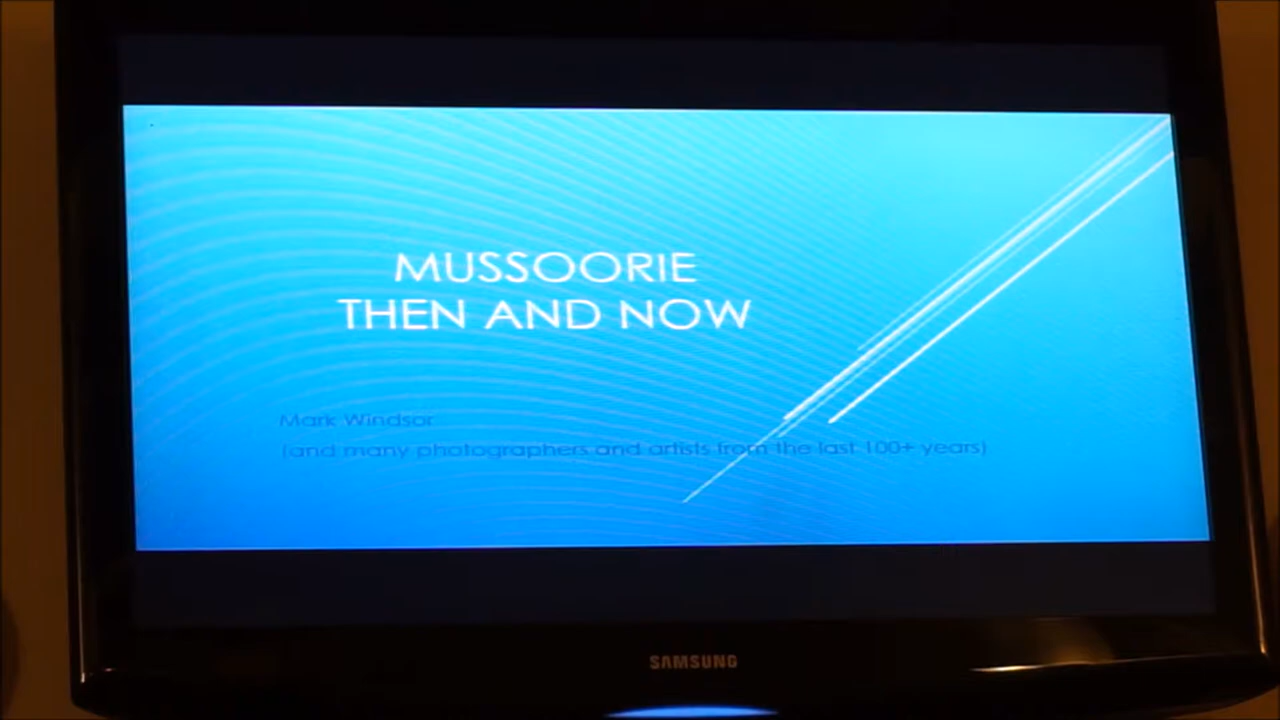 MUSSOORIE
THEN AND NOW
Mark Windsor
(and many photographers and artists from the last 100+ years)
SAMSUNG